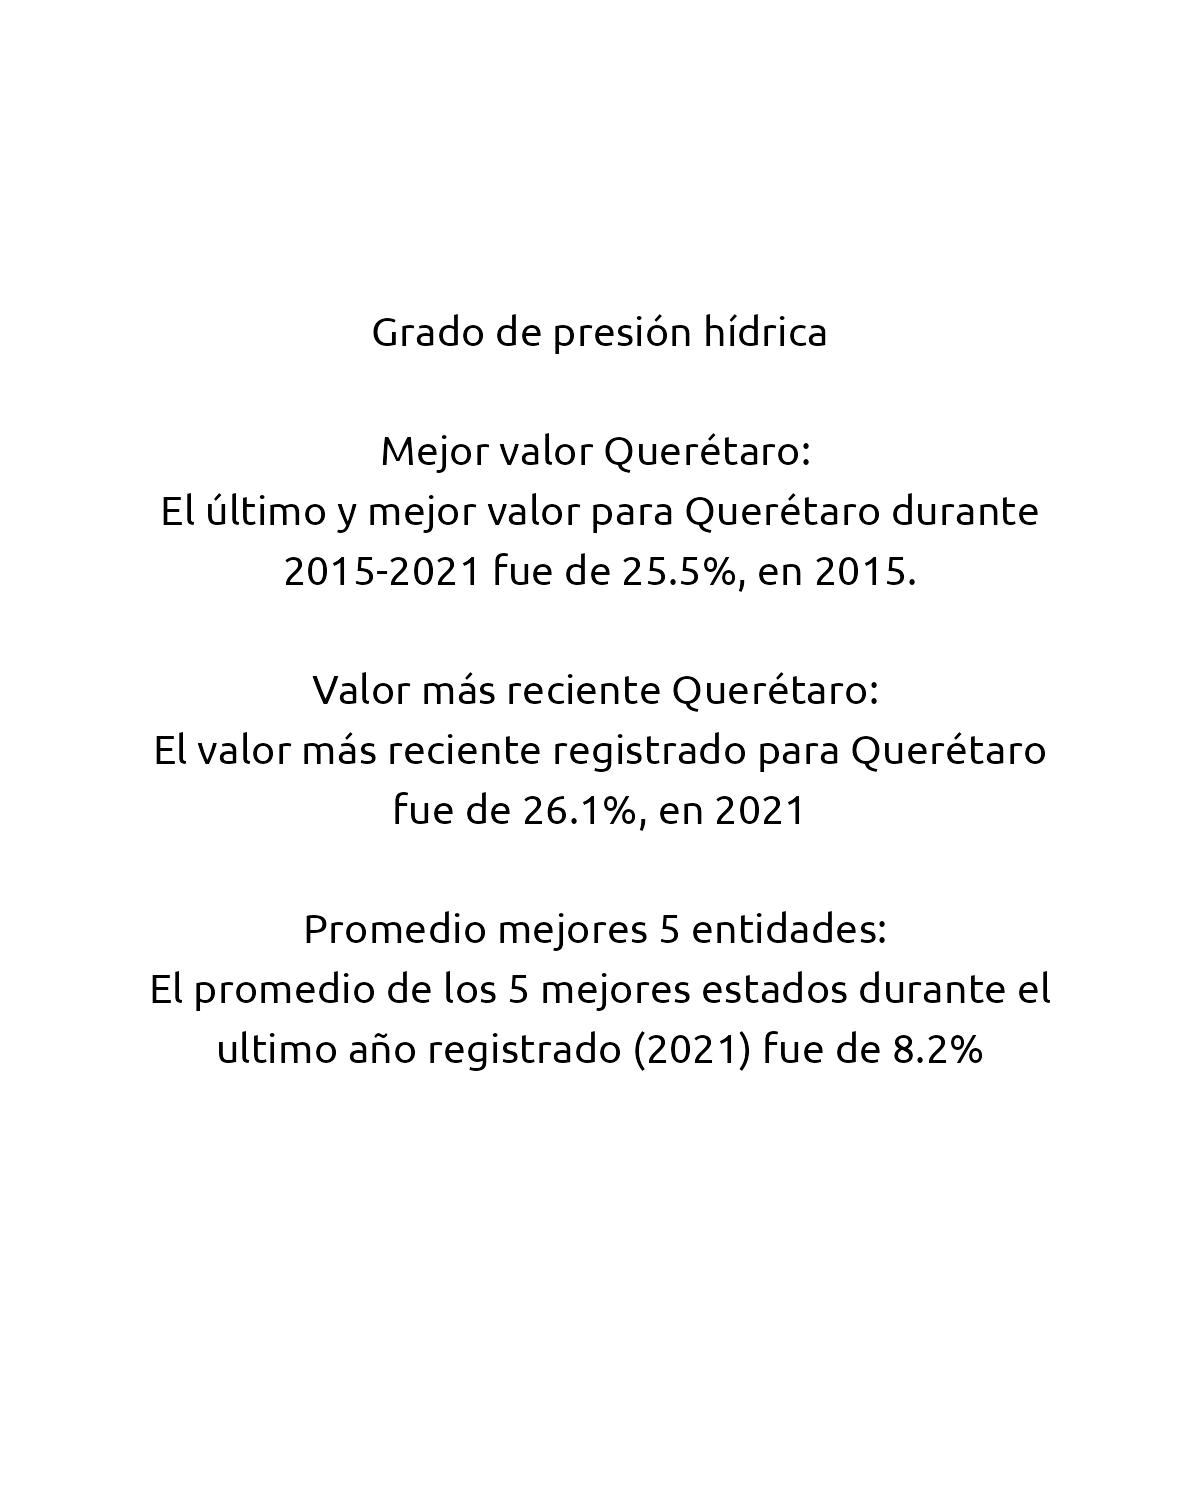 Grado de presión hídrica
Mejor valor Querétaro:
El último y mejor valor para Querétaro durante
2015-2021 fue de 25.5%, en 2015.
Valor más reciente Querétaro:
El valor más reciente registrado para Querétaro
fue de 26.1%, en 2021
Promedio mejores 5 entidades:
El promedio de los 5 mejores estados durante el
ultimo año registrado (2021) fue de 8.2%